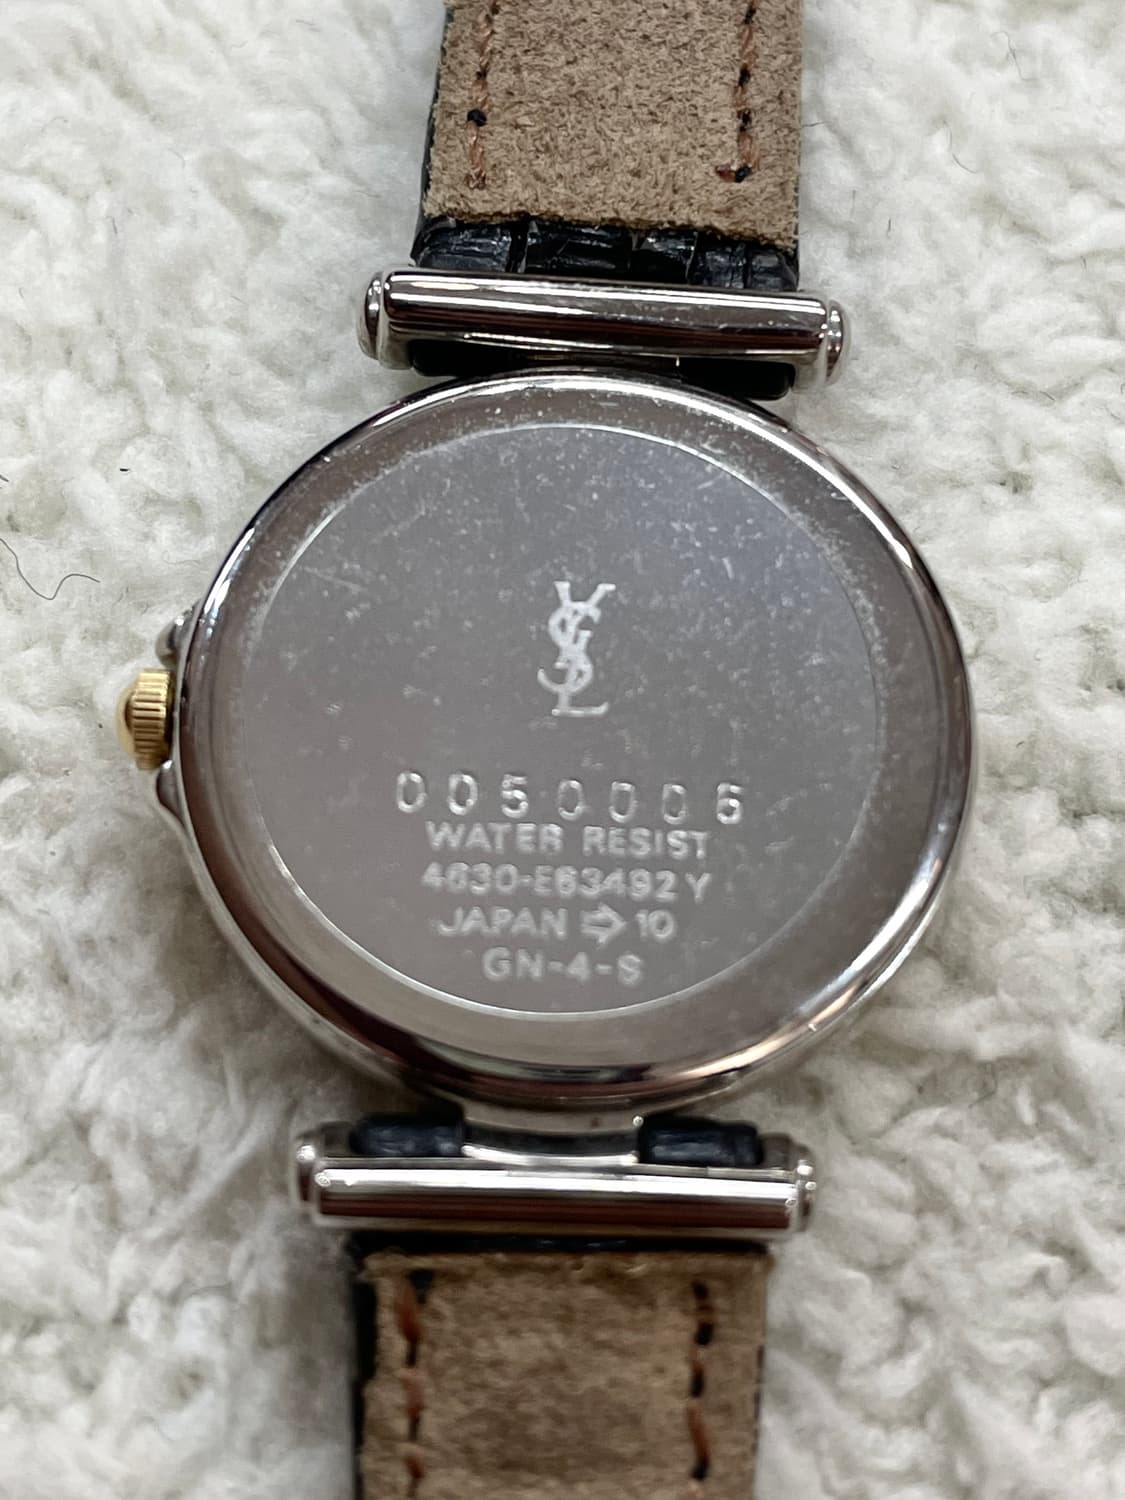 YSL
0050006
WATER RESIST
4630-E63492 Y
JAPAN ➩ 10
GN-4-S